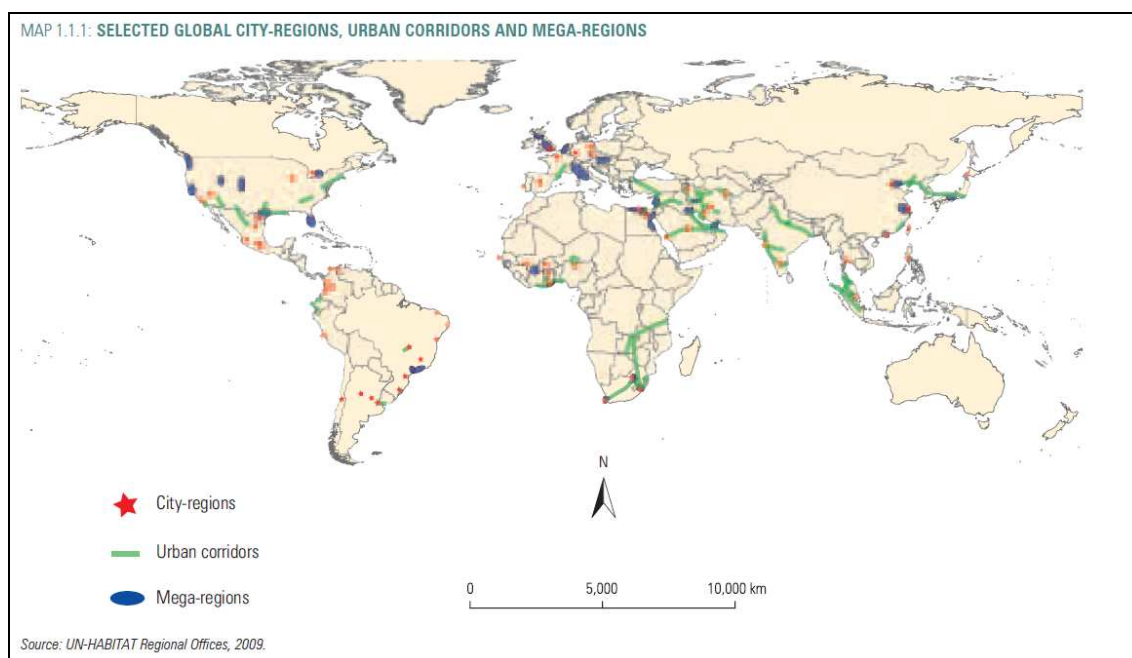 MAP 1.1.1: SELECTED GLOBAL CITY-REGIONS, URBAN CORRIDORS AND MEGA-REGIONS
N
City-regions
Urban corridors
Mega-regions
0 5,000 10,000 km
Source: UN-HABITAT Regional Offices, 2009.